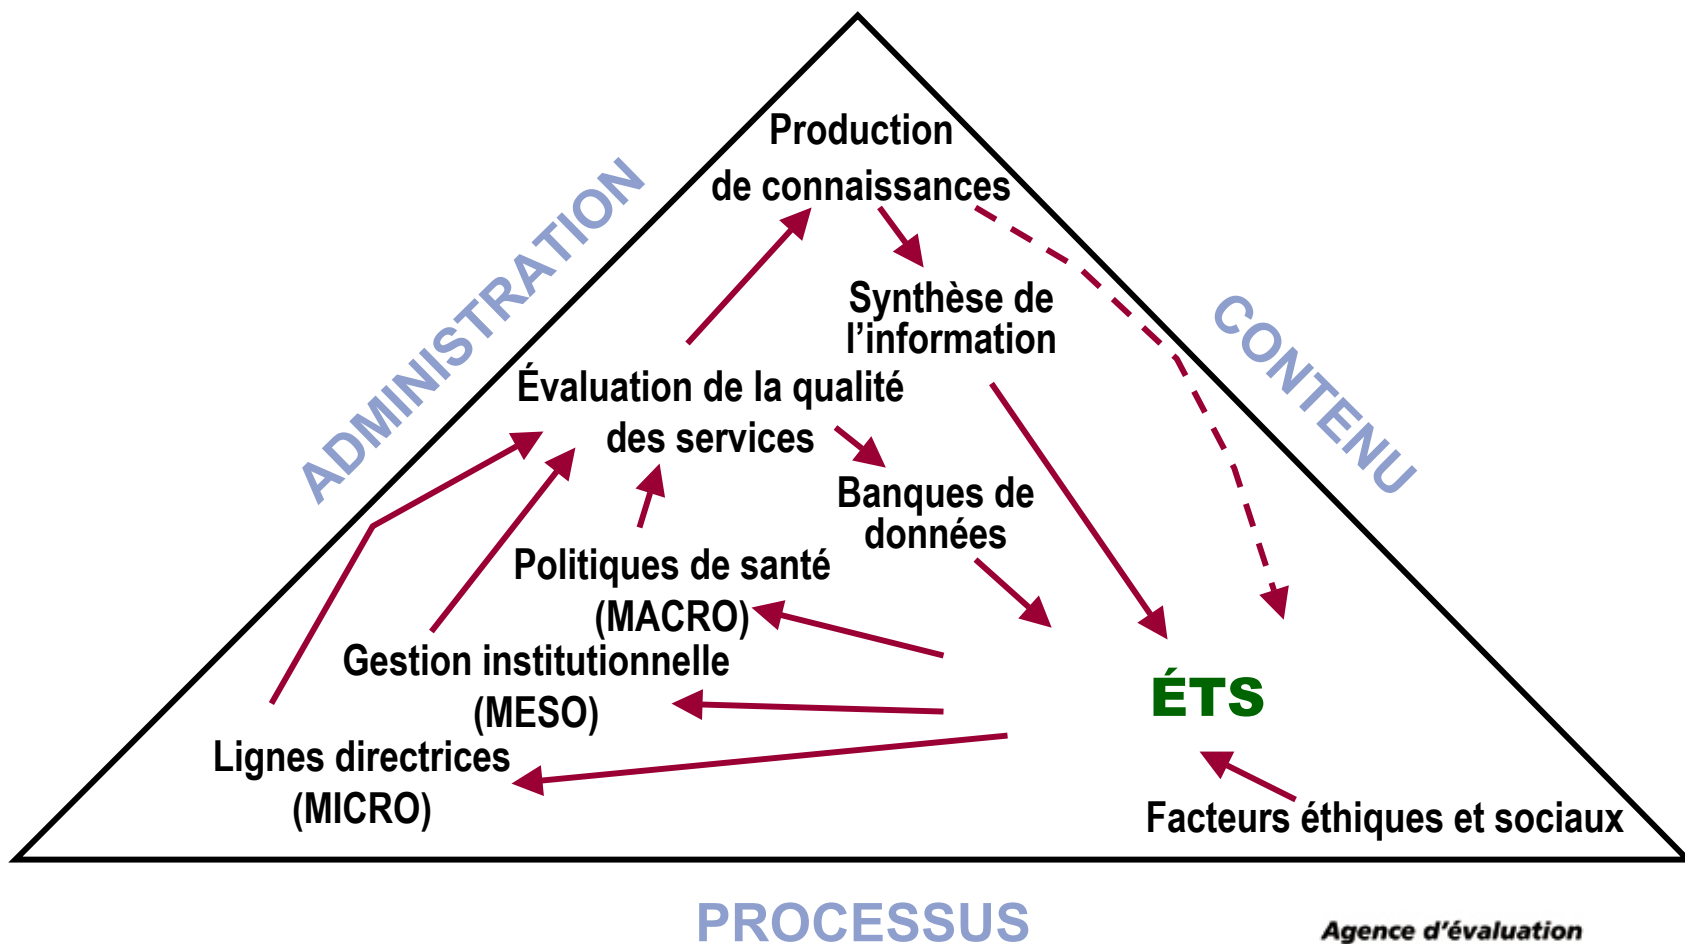 Production
de connaissances
ADMINISTRATION
Synthèse de
l’information
CONTENU
Évaluation de la qualité
des services
Banques de
données
Politiques de santé
(MACRO)
Gestion institutionnelle
(MESO)
ÉTS
Lignes directrices
(MICRO)
Facteurs éthiques et sociaux
PROCESSUS
Agence d’évaluation